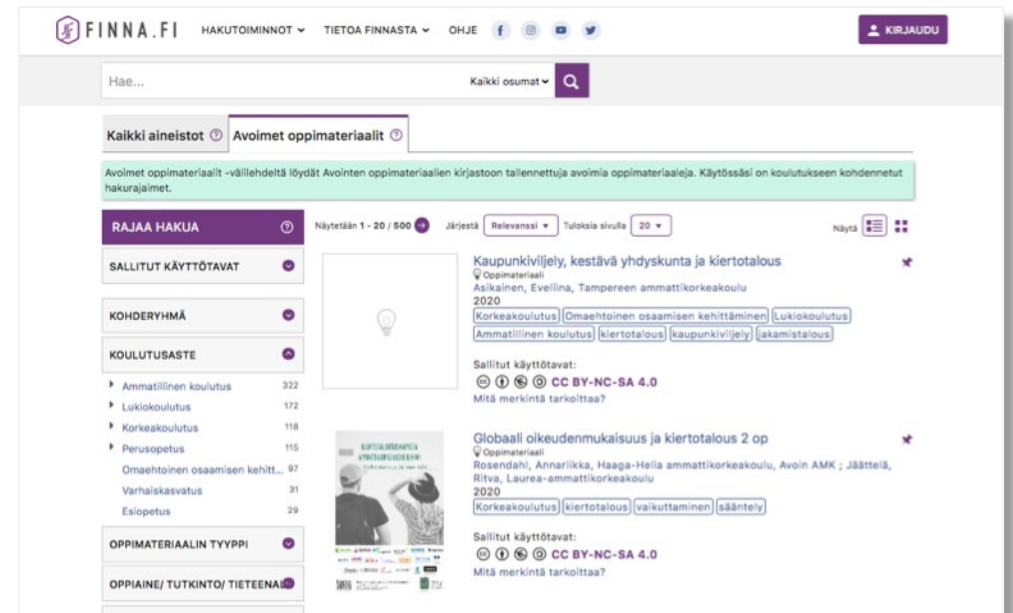 FINNA.FI HAKUTOIMINNOT TIETOA FINNASTA OHJE KIRJAUDU
Hae... Kaikki osumat
Kaikki aineistot Avoimet oppimateriaalit
Avoimet oppimateriaalit -välilehdeltä löydät Avointen oppimateriaalien kirjastoon tallennettuja avoimia oppimateriaaleja. Käytössäsi on koulutukseen kohdennetut
hakurajaimet.
RAJAA HAKUA
Näytetään 1 - 20 / 500 Järjestä Relevanssi Tuloksia sivulla 20 Näytä
SALLITUT KÄYTTÖTAVAT
KOHDERYHMÄ
KOULUTUSASTE
Ammatillinen koulutus 322
Lukiokoulutus 172
Korkeakoulutus 118
Perusopetus 115
Omaehtoinen osaamisen kehitt... 97
Varhaiskasvatus 31
Esiopetus 29
OPPIMATERIAALIN TYYPPI
OPPIAINE/ TUTKINTO/ TIETEENAL
Kaupunkiviljely, kestävä yhdyskunta ja kiertotalous
Oppimateriaali
Asikainen, Eveliina, Tampereen ammattikorkeakoulu
2020
Korkeakoulutus Omaehtoinen osaamisen kehittäminen Lukiokoulutus
Ammatillinen koulutus kiertotalous kaupunkiviljely jakamistalous
Sallitut käyttötavat:
CC BY-NC-SA 4.0
Mitä merkintä tarkoittaa?
Globaali oikeudenmukaisuus ja kiertotalous 2 op
Oppimateriaali
Rosendahl, Annariikka, Haaga-Helia ammattikorkeakoulu, Avoin AMK ; Jäättelä,
Ritva, Laurea-ammattikorkeakoulu
2020
Korkeakoulutus kiertotalous vaikuttaminen sääntely
Sallitut käyttötavat:
CC BY-NC-SA 4.0
Mitä merkintä tarkoittaa?